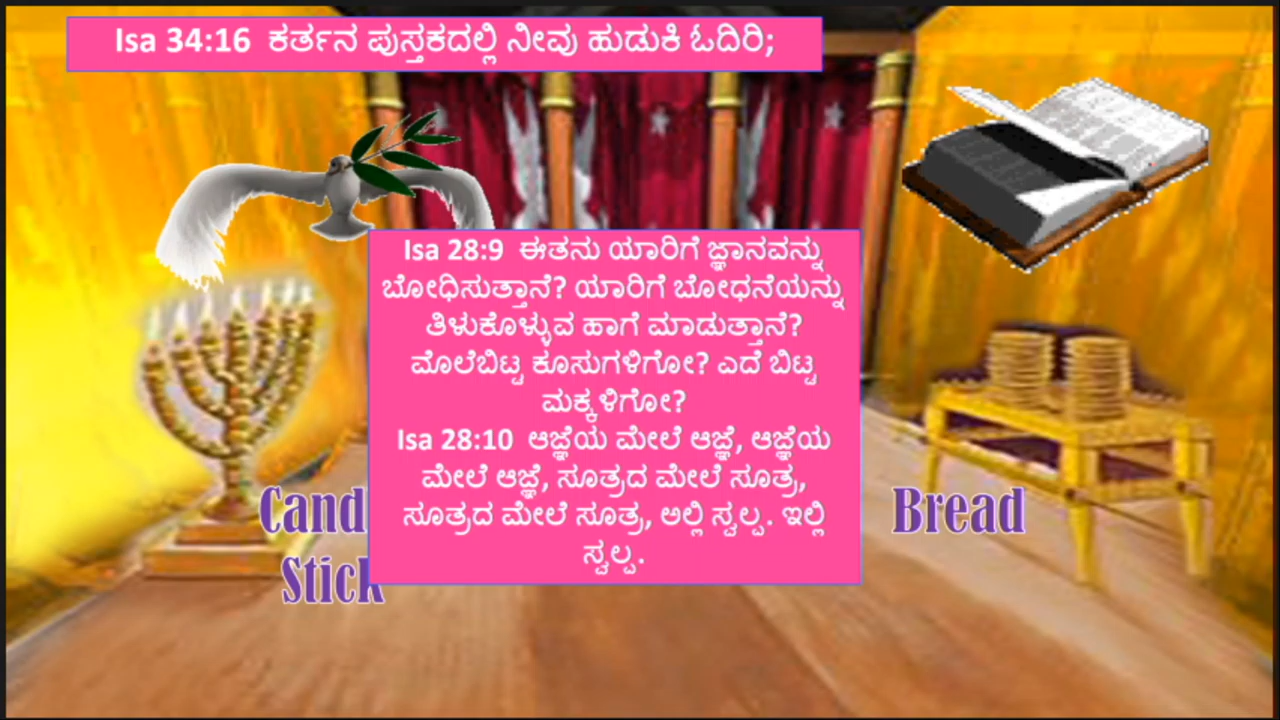 Isa 34:16 ಕರ್ತನ ಪುಸ್ತಕದಲ್ಲಿ ನೀವು ಹುಡುಕಿ ಓದಿರಿ;
Isa 28:9 ಈತನು ಯಾರಿಗೆ ಜ್ಞಾನವನ್ನು
ಬೋಧಿಸುತ್ತಾನೆ? ಯಾರಿಗೆ ಬೋಧನೆಯನ್ನು
ತಿಳುಕೊಳ್ಳುವ ಹಾಗೆ ಮಾಡುತ್ತಾನೆ?
ಮೊಲೆಬಿಟ್ಟ ಕೂಸುಗಳಿಗೋ? ಎದೆ ಬಿಟ್ಟ
ಮಕ್ಕಳಿಗೋ?
Isa 28:10 ಆಜ್ಞೆಯ ಮೇಲೆ ಆಜ್ಞೆ, ಆಜ್ಞೆಯ
ಮೇಲೆ ಆಜ್ಞೆ, ಸೂತ್ರದ ಮೇಲೆ ಸೂತ್ರ,
ಸೂತ್ರದ ಮೇಲೆ ಸೂತ್ರ, ಅಲ್ಲಿ ಸ್ವಲ್ಪ. ಇಲ್ಲಿ
ಸ್ವಲ್ಪ.
Cand
Stick
Bread